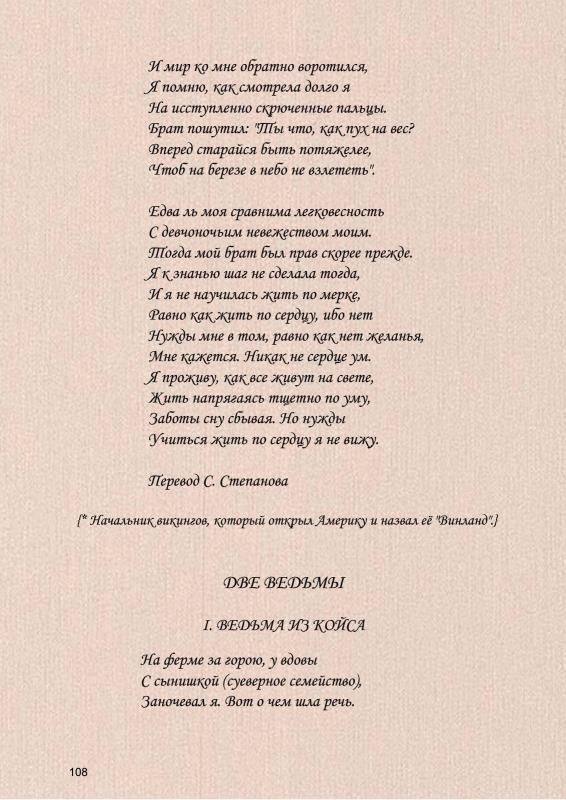 И мир ко мне обратно воротился,
Я помню, как смотрела долго я
На исступленно скрюченные пальцы.
Брат пошутил: "Ты что, как пух на вес?
Вперед старайся быть потяжелее,
Чтоб на березе в небо не взлететь".
Едва ль моя сравнима легковесность
С девчоночьим невежеством моим.
Тогда мой брат был прав скорее прежде.
Я к знанью шаг не сделала тогда,
И я не научилась жить по мерке,
Равно как жить по сердцу, ибо нет
Нужды мне в том, равно как нет желанья,
Мне кажется. Никак не сердце ум.
Я проживу, как все живут на свете,
Жить напрягаясь тщетно по уму,
Заботы сну сбывая. Но нужды
Учиться жить по сердцу я не вижу.
Перевод С. Степанова
{* Начальник викингов, который открыл Америку и назвал её "Винланд".}
ДВЕ ВЕДЬМЫ
I. ВЕДЬМА ИЗ КОЙСА
На ферме за горою, у вдовы
С сынишкой (суеверное семейство),
Заночевал я. Вот о чем шла речь.
108